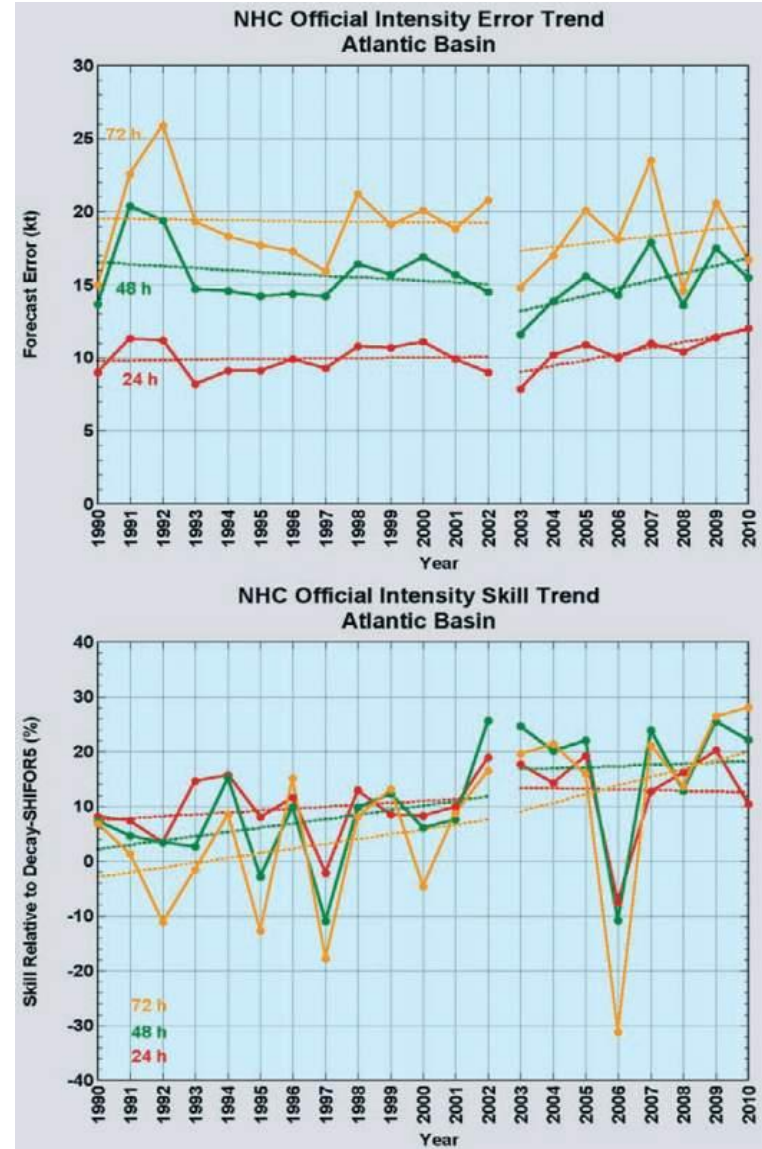 NHC Official Intensity Error Trend
Atlantic Basin
30
25
20
15
10
5
0
Forecast Error (kt)
72 h
48 h
24 h
1990 1991 1992 1993 1994 1995 1996 1997 1998 1999 2000 2001 2002 2003 2004 2005 2006 2007 2008 2009 2010
Year
NHC Official Intensity Skill Trend
Atlantic Basin
40
30
20
10
0
-10
-20
-30
-40
Skill Relative to Decay-SHIFOR5 (%)
72 h
48 h
24 h
1990 1991 1992 1993 1994 1995 1996 1997 1998 1999 2000 2001 2002 2003 2004 2005 2006 2007 2008 2009 2010
Year